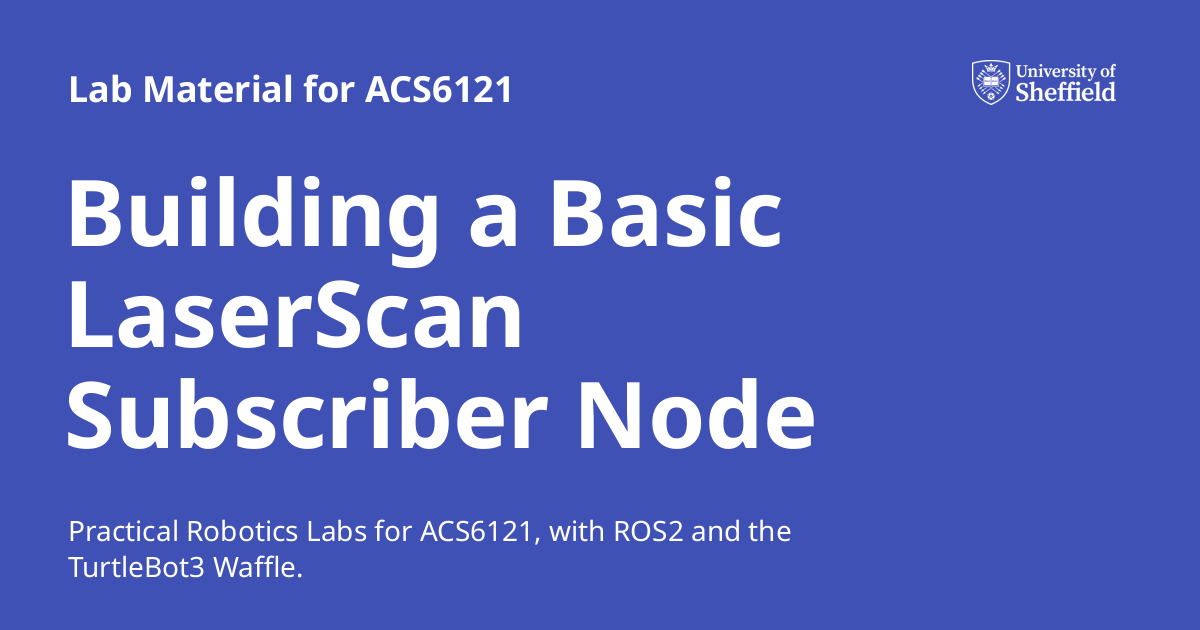 Lab Material for ACS6121
University of
Sheffield
Building a Basic
LaserScan
Subscriber Node
Practical Robotics Labs for ACS6121, with ROS2 and the
TurtleBot3 Waffle.